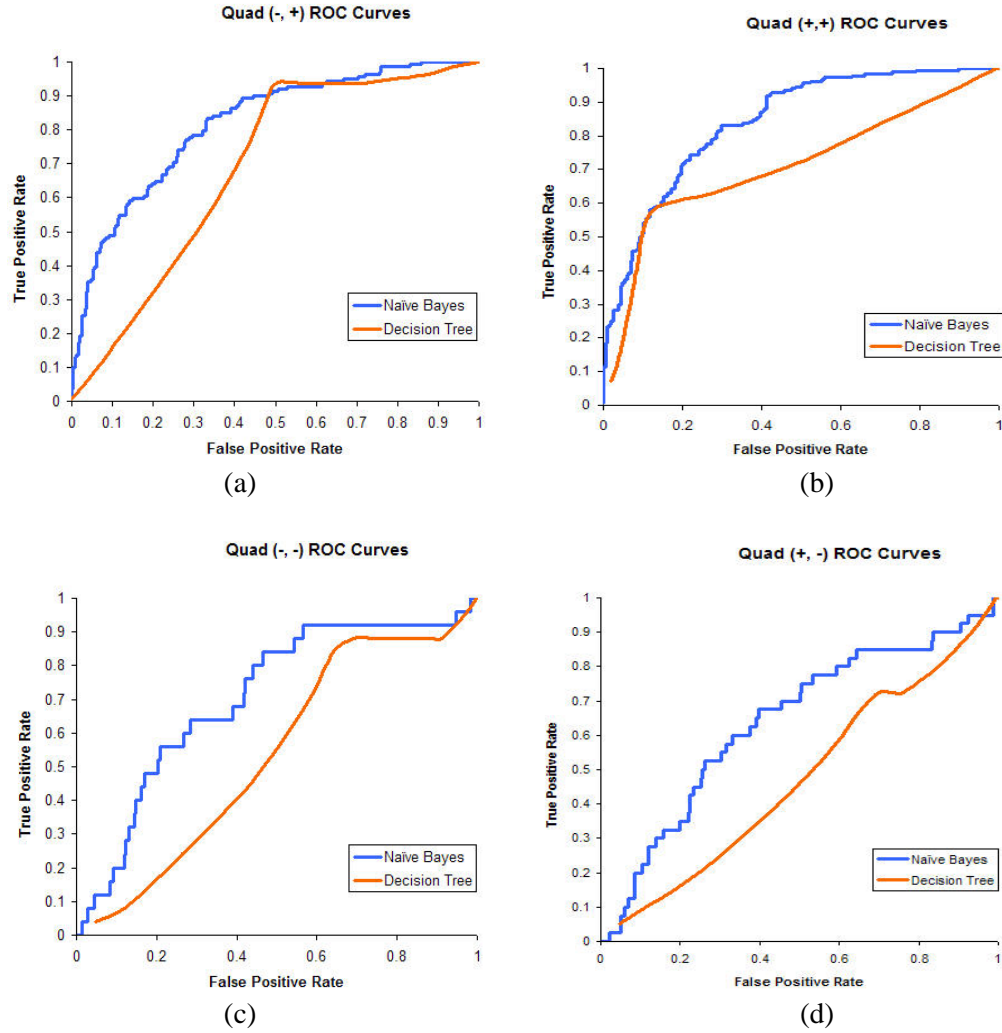 Quad (-, +) ROC Curves
True Positive Rate
1
0.9
0.8
0.7
0.6
0.5
0.4
0.3
0.2
0.1
0
0 0.1 0.2 0.3 0.4 0.5 0.6 0.7 0.8 0.9 1
False Positive Rate
Naïve Bayes
Decision Tree
(a)
Quad (+,+) ROC Curves
True Positive Rate
1
0.9
0.8
0.7
0.6
0.5
0.4
0.3
0.2
0.1
0
0 0.2 0.4 0.6 0.8 1
False Positive Rate
Naïve Bayes
Decision Tree
(b)
Quad (-, -) ROC Curves
True Positive Rate
1
0.9
0.8
0.7
0.6
0.5
0.4
0.3
0.2
0.1
0
0 0.2 0.4 0.6 0.8 1
False Positive Rate
Naïve Bayes
Decision Tree
(c)
Quad (+, -) ROC Curves
True Positive Rate
1
0.9
0.8
0.7
0.6
0.5
0.4
0.3
0.2
0.1
0
0 0.2 0.4 0.6 0.8 1
False Positive Rate
Naïve Bayes
Decision Tree
(d)